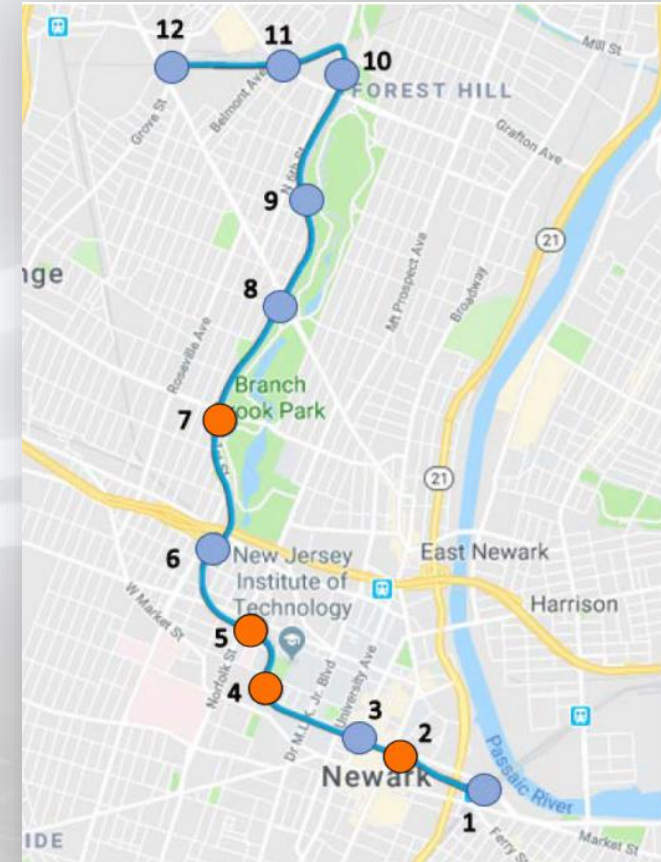 12
11
10
Mill St
FOREST HILL
Belmont Ave
Grove St
Grafton Ave
N 6th St
9
21
nge
Mt Prospect Ave
Broadway
8
Roseville Ave
Branch
ook Park
7
21
6
New Jersey
Institute of
Technology
East Newark
Harrison
W Market St
5
Norfolk St
4
Dr M.L.K. Jr. Blvd
University Ave
3
2
Newark
Passaic River
1
Ferry St
Market St
IDE